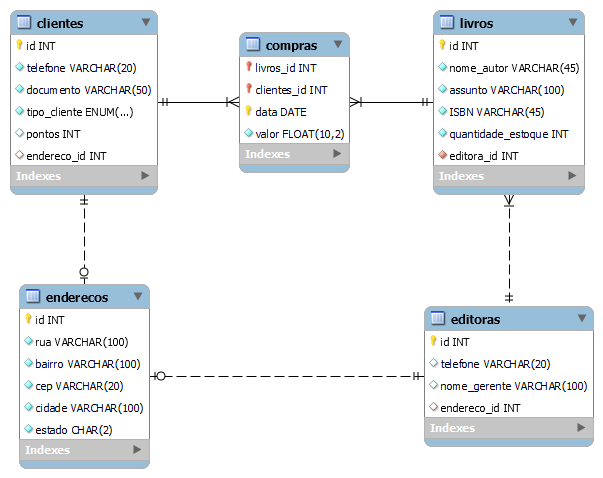 clientes
id INT
telefone VARCHAR(20)
documento VARCHAR(50)
tipo_cliente ENUM(...)
pontos INT
endereco_id INT
Indexes
compras
livros_id INT
clientes_id INT
data DATE
valor FLOAT(10,2)
Indexes
livros
id INT
nome_autor VARCHAR(45)
assunto VARCHAR(100)
ISBN VARCHAR(45)
quantidade_estoque INT
editora_id INT
Indexes
enderecos
id INT
rua VARCHAR(100)
bairro VARCHAR(100)
cep VARCHAR(20)
cidade VARCHAR(100)
estado CHAR(2)
Indexes
editoras
id INT
telefone VARCHAR(20)
nome_gerente VARCHAR(100)
endereco_id INT
Indexes